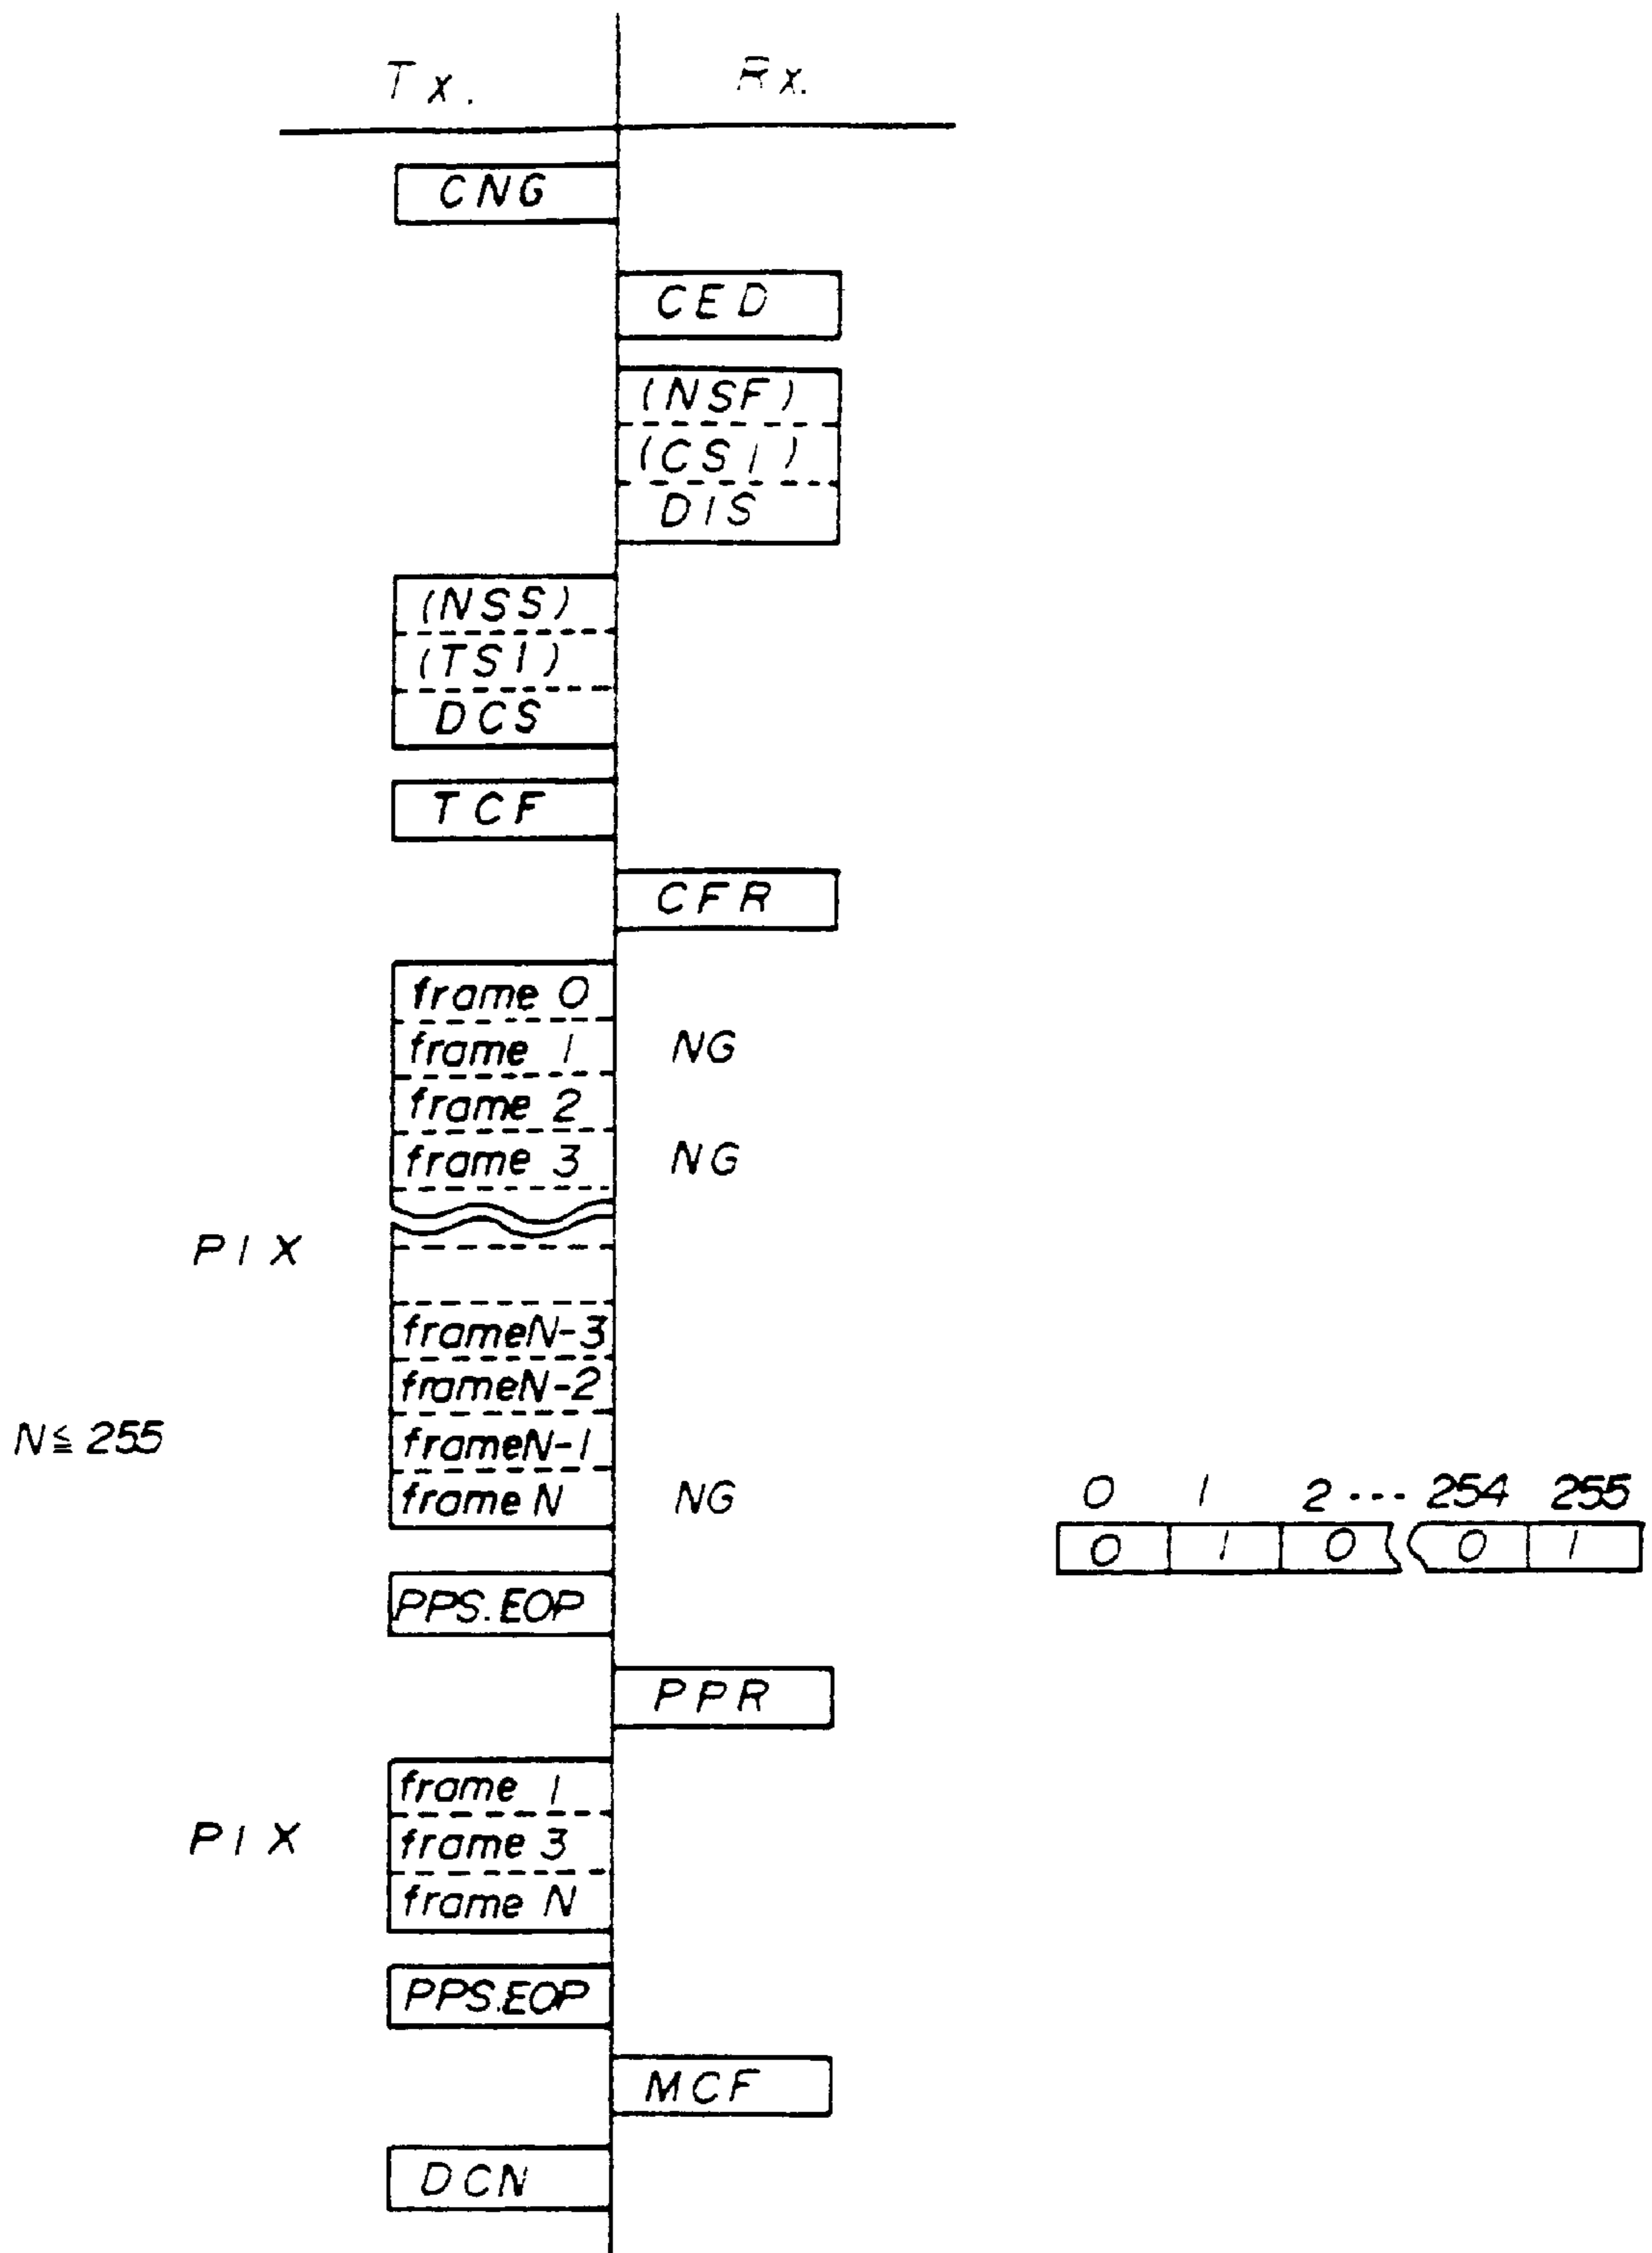 Tx. Rx.
CNG
CED
(NSF)
(CSI)
DIS
(NSS)
(TSI)
DCS
TCF
CFR
frame 0
frame 1 NG
frame 2
frame 3 NG
PIX
frameN-3
frameN-2
N≦255
frameN-1
frame N NG
0 1 2 ··· 254 255
0 1 0 0 1
PPS.EOP
PPR
frame 1
PIX
frame 3
frame N
PPS.EOP
MCF
DCN